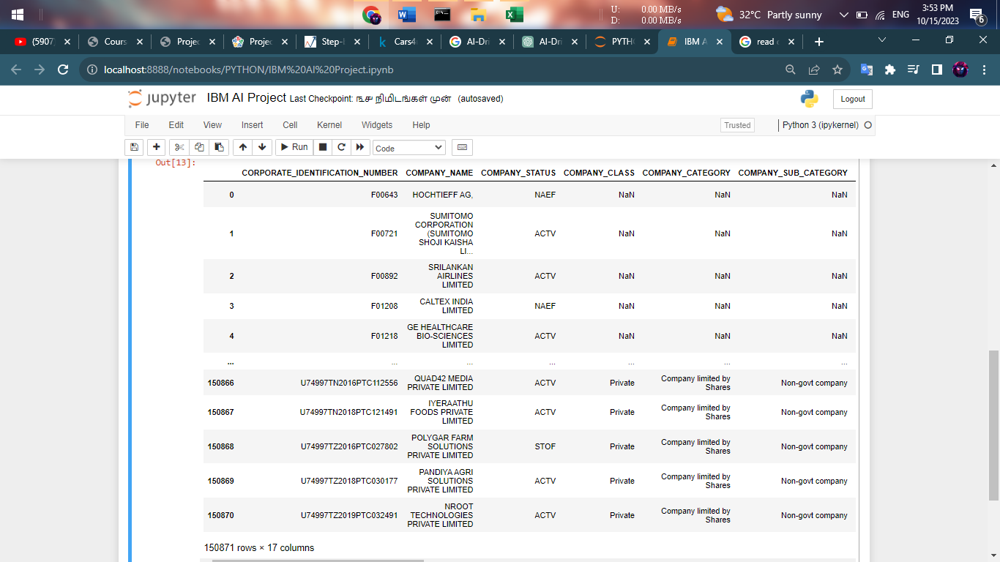 U: 0.00 MB/s
D: 0.00 MB/s
32°C Partly sunny
ENG
3:53 PM
10/15/2023
6
(5907
Cours
Projec
Projec
Step-l
Cars4
AI-Dri
AI-Dri
PYTH
IBM A
read c
localhost:8888/notebooks/PYTHON/IBM%20AI%20Project.ipynb
jupyter IBM AI Project Last Checkpoint: ௩௪ நிமிடங்கள் முன் (autosaved)
Logout
File Edit View Insert Cell Kernel Widgets Help
Trusted
Python 3 (ipykernel)
Run
Code
Out[13]:
CORPORATE_IDENTIFICATION_NUMBER COMPANY_NAME COMPANY_STATUS COMPANY_CLASS COMPANY_CATEGORY COMPANY_SUB_CATEGORY
0 F00643 HOCHTIEFF AG, NAEF NaN NaN NaN
1 F00721 SUMITOMO CORPORATION (SUMITOMO SHOJI KAISHA LI... ACTV NaN NaN NaN
2 F00892 SRILANKAN AIRLINES LIMITED ACTV NaN NaN NaN
3 F01208 CALTEX INDIA LIMITED NAEF NaN NaN NaN
4 F01218 GE HEALTHCARE BIO-SCIENCES LIMITED ACTV NaN NaN NaN
... ... ... ... ... ... ...
150866 U74997TN2016PTC112556 QUAD42 MEDIA PRIVATE LIMITED ACTV Private Company limited by Shares Non-govt company
150867 U74997TN2018PTC121491 IYERAATHU FOODS PRIVATE LIMITED ACTV Private Company limited by Shares Non-govt company
150868 U74997TZ2016PTC027802 POLYGAR FARM SOLUTIONS PRIVATE LIMITED STOF Private Company limited by Shares Non-govt company
150869 U74997TZ2018PTC030177 PANDIYA AGRI SOLUTIONS PRIVATE LIMITED ACTV Private Company limited by Shares Non-govt company
150870 U74997TZ2019PTC032491 NROOT TECHNOLOGIES PRIVATE LIMITED ACTV Private Company limited by Shares Non-govt company
150871 rows × 17 columns